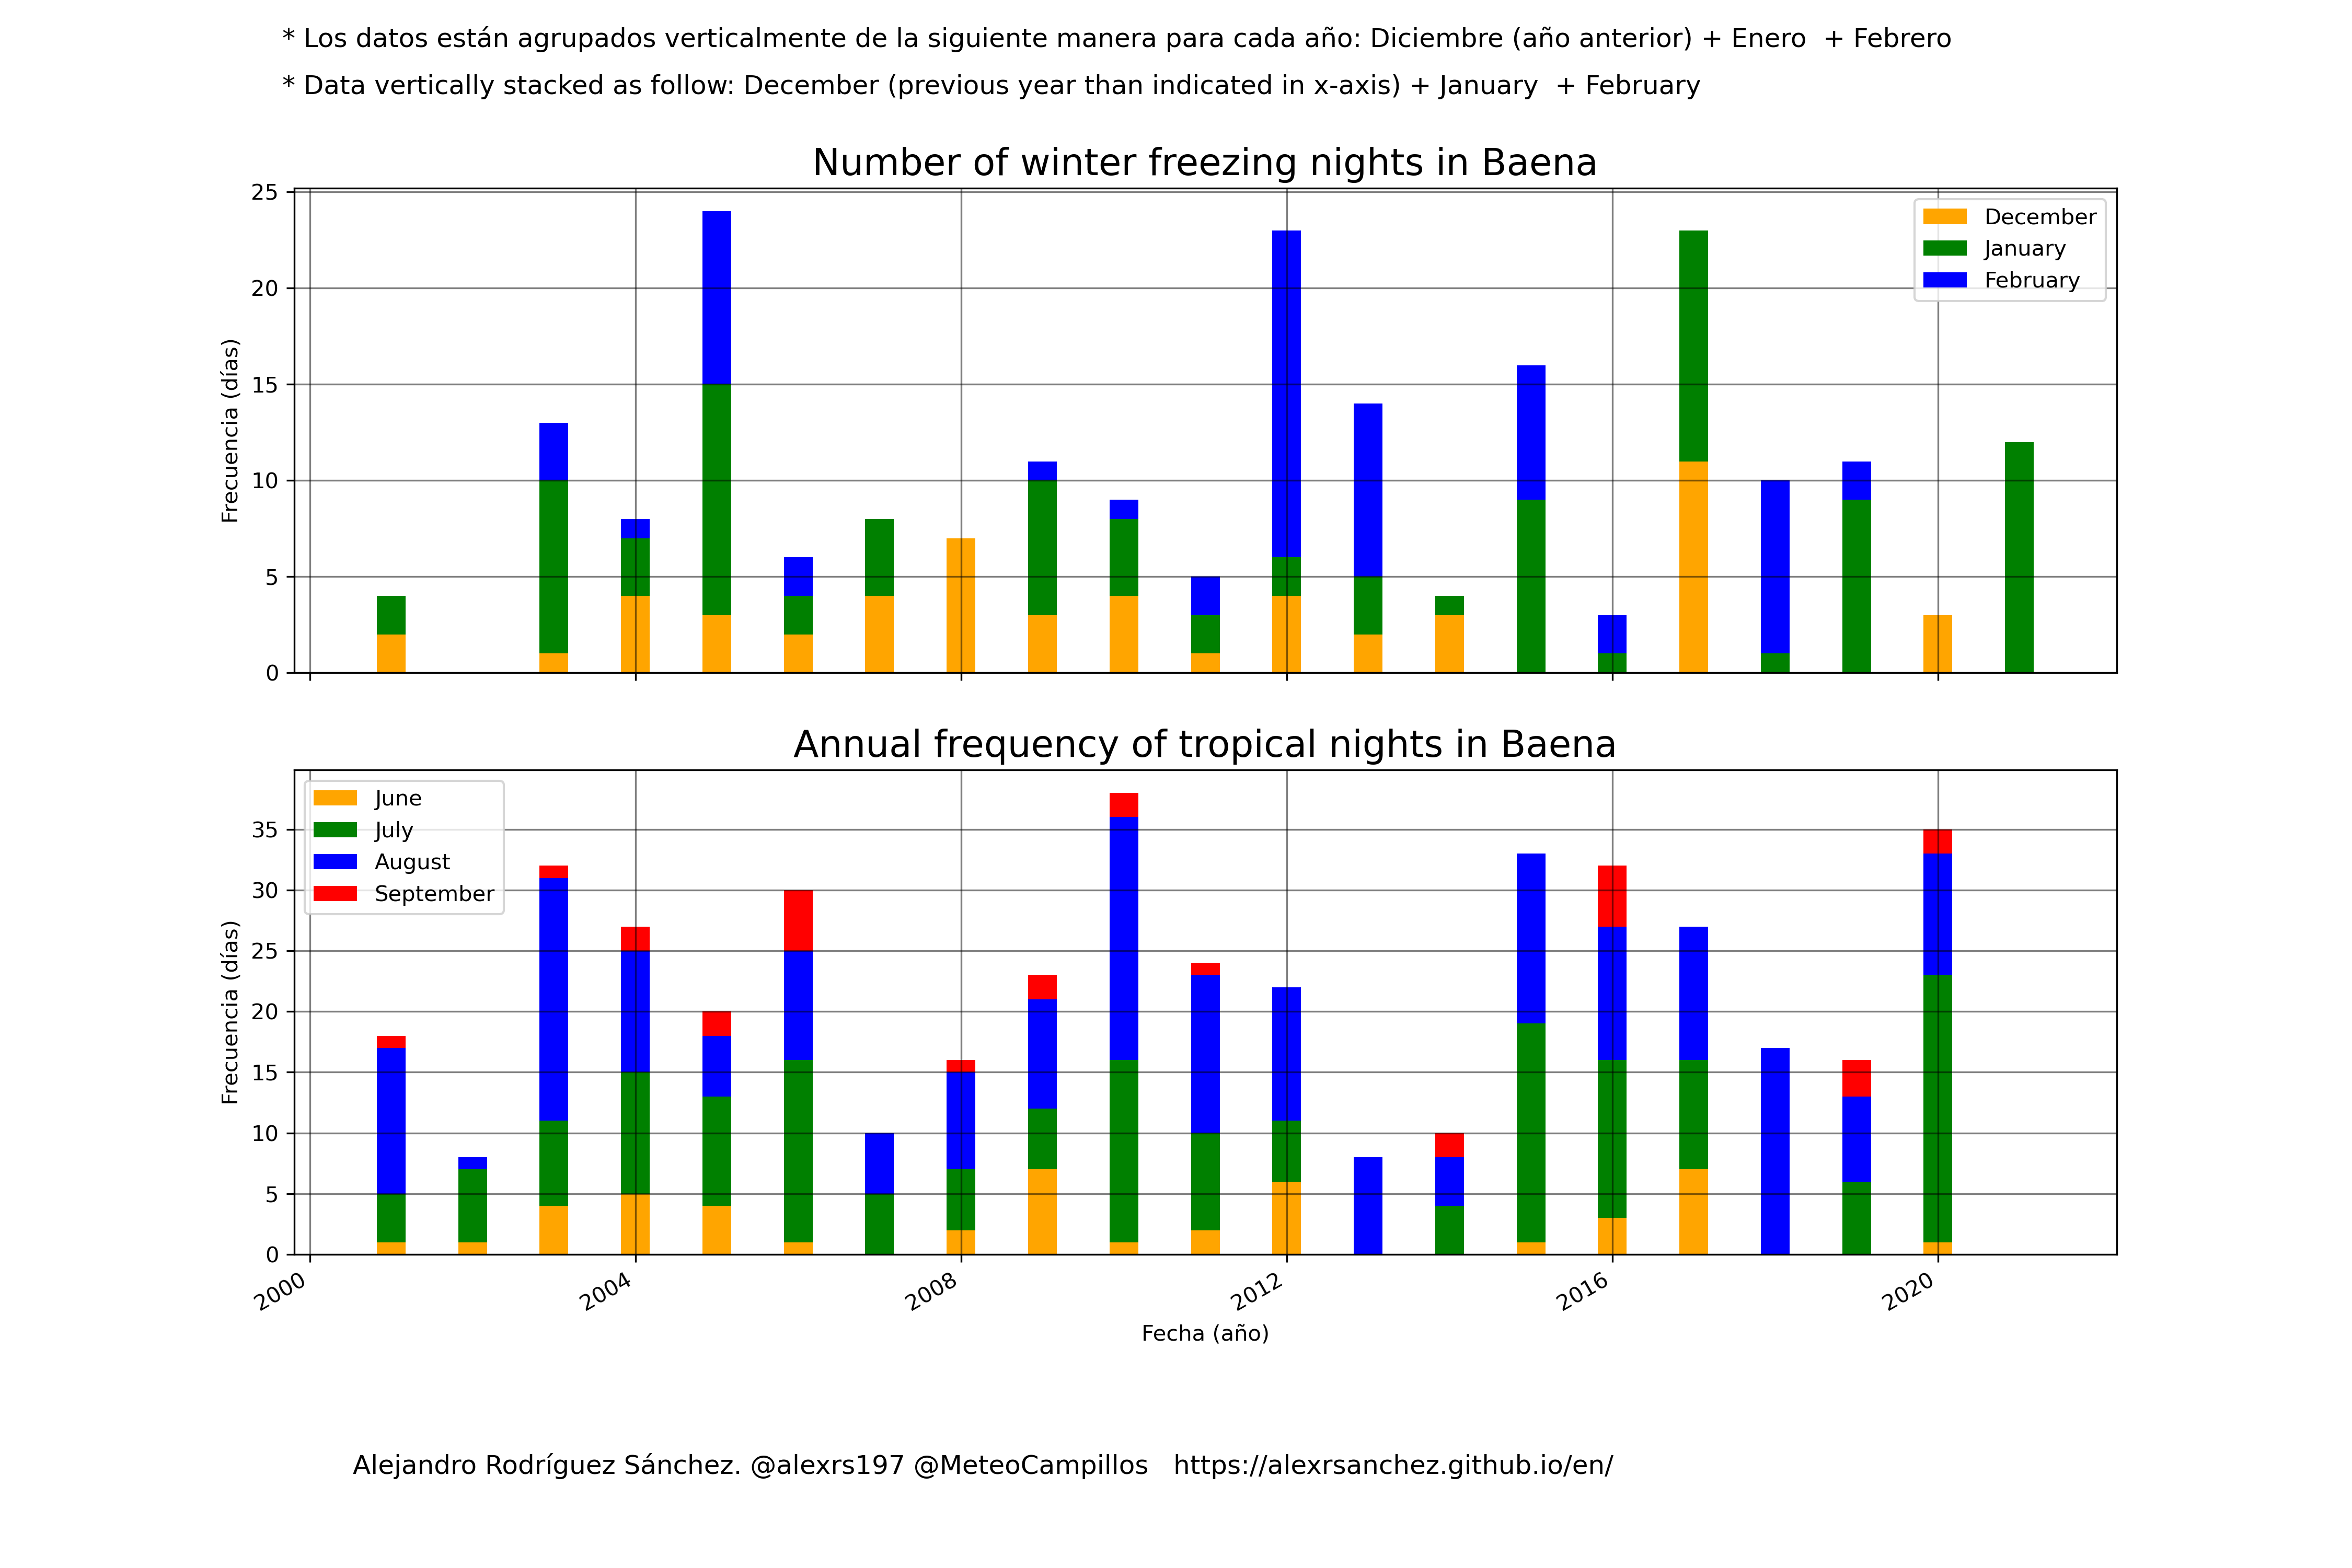 * Los datos están agrupados verticalmente de la siguiente manera para cada año: Diciembre (año anterior) + Enero  + Febrero
* Data vertically stacked as follow: December (previous year than indicated in x-axis) + January  + February
Number of winter freezing nights in Baena
25
20
15
10
5
0
Frecuencia (días)
December
January
February
Annual frequency of tropical nights in Baena
35
30
25
20
15
10
5
0
Frecuencia (días)
June
July
August
September
2000
2004
2008
2012
2016
2020
Fecha (año)
Alejandro Rodríguez Sánchez. @alexrs197 @MeteoCampillos   https://alexrsanchez.github.io/en/